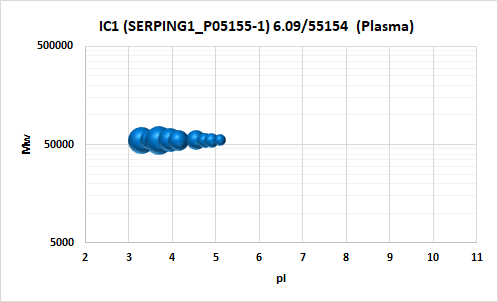 IC1 (SERPING1_P05155-1) 6.09/55154 (Plasma)
500000
50000
5000
Mw
2 3 4 5 6 7 8 9 10 11
pI